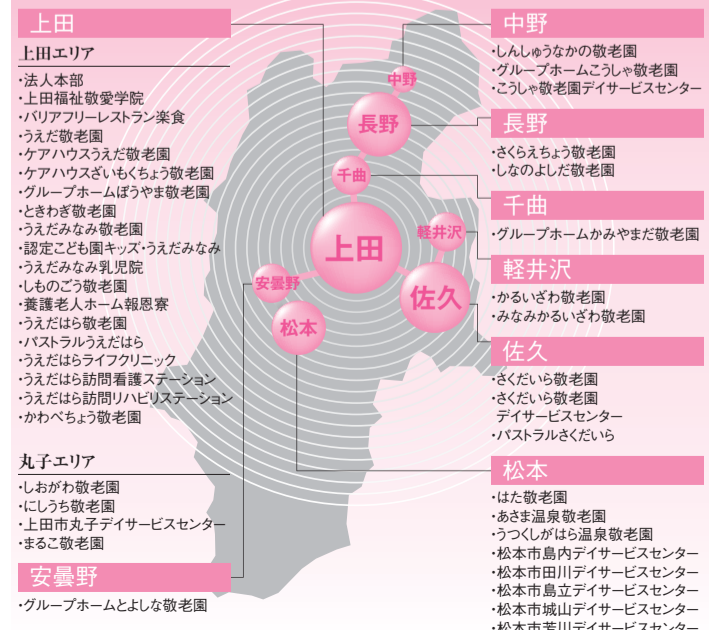 上田
上田エリア
・法人本部
・上田福祉敬愛学院
・バリアフリーレストラン楽食
・うえだ敬老園
・ケアハウスうえだ敬老園
・ケアハウスざいもくちょう敬老園
・グループホームぼうやま敬老園
・ときわぎ敬老園
・うえだみなみ敬老園
・認定こども園キッズ・うえだみなみ
・うえだみなみ乳児院
・しものごう敬老園
・養護老人ホーム報恩寮
・うえだはら敬老園
・パストラルうえだはら
・うえだはらライフクリニック
・うえだはら訪問看護ステーション
・うえだはら訪問リハビリステーション
・かわべちょう敬老園
丸子エリア
・しおがわ敬老園
・にしうち敬老園
・上田市丸子デイサービスセンター
・まるこ敬老園
安曇野
・グループホームとよしな敬老園
中野
長野
千曲
上田
軽井沢
安曇野
佐久
松本
中野
・しんしゅうなかの敬老園
・グループホームこうしゃ敬老園
・こうしゃ敬老園デイサービスセンター
長野
・さくらえちょう敬老園
・しなのよしだ敬老園
千曲
・グループホームかみやまだ敬老園
軽井沢
・かるいざわ敬老園
・みなみかるいざわ敬老園
佐久
・さくだいら敬老園
・さくだいら敬老園
デイサービスセンター
・パストラルさくだいら
松本
・はた敬老園
・あさま温泉敬老園
・うつくしがはら温泉敬老園
・松本市島内デイサービスセンター
・松本市田川デイサービスセンター
・松本市島立デイサービスセンター
・松本市城山デイサービスセンター